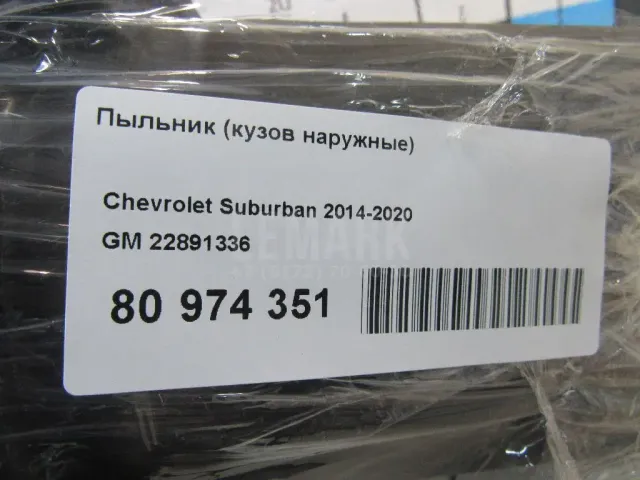 Пыльник (кузов наружные)
Chevrolet Suburban 2014-2020
GM 22891336
80 974 351